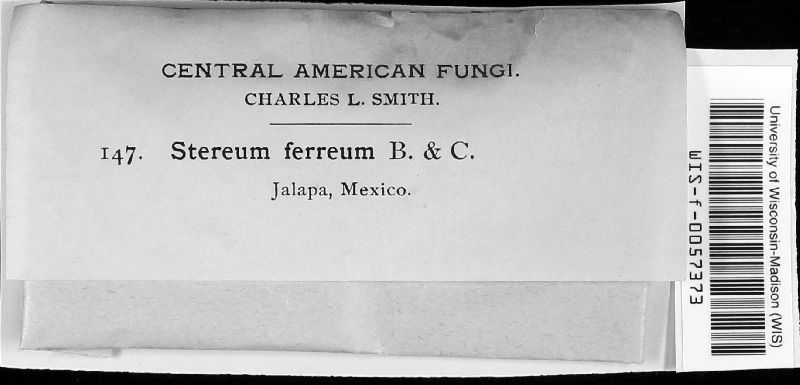 CENTRAL AMERICAN FUNGI.
CHARLES L. SMITH.
147. Stereum ferreum B. & C.
Jalapa, Mexico.
University of Wisconsin-Madison (WIS)
WIS-f-0057373